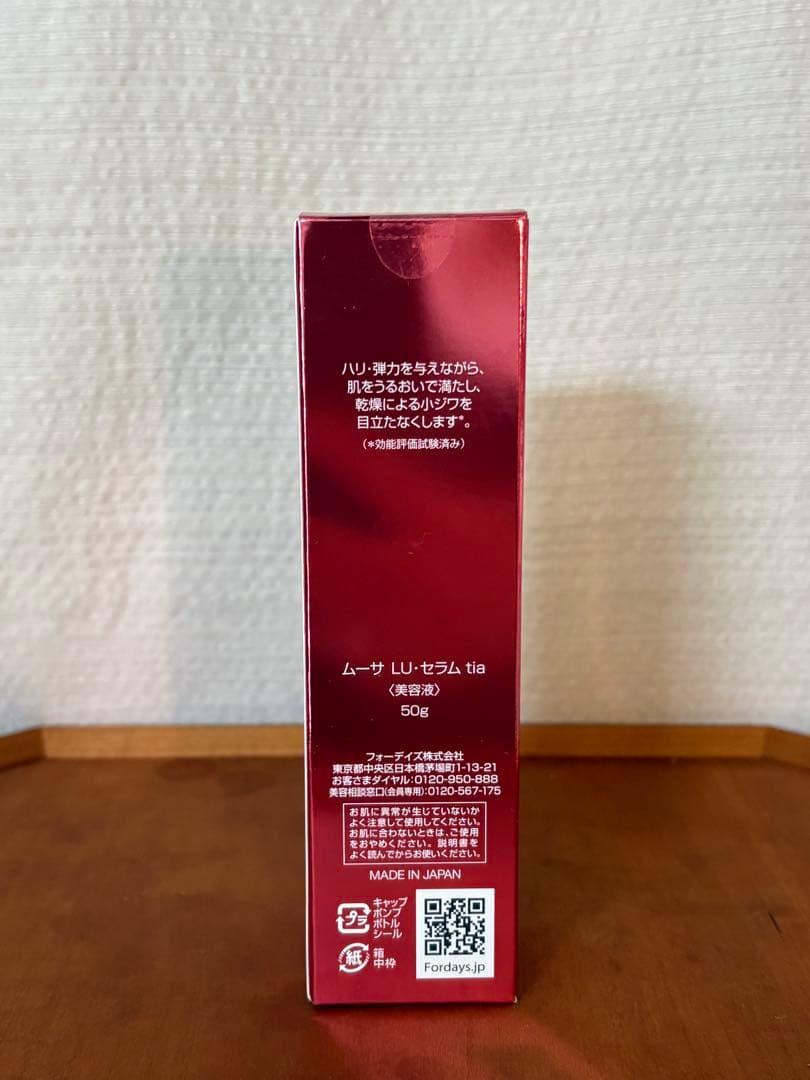 ハリ・弾力を与えながら、
肌をうるおいで満たし、
乾燥による小ジワを
目立たなくします*。
(*効能評価試験済み)
ムーサ LU・セラム tia
〈美容液〉
50g
フォーデイズ株式会社
東京都中央区日本橋茅場町1-13-21
お客さまダイヤル:0120-950-888
美容相談窓口(会員専用):0120-567-175
お肌に異常が生じていないか
よく注意して使用してください。
お肌に合わないときは、ご使用
をおやめください。説明書を
よく読んでからお使いください。
MADE IN JAPAN
プラ
キャップ
ポンプ
ボトル
シール
紙
箱
中枠
Fordays.jp